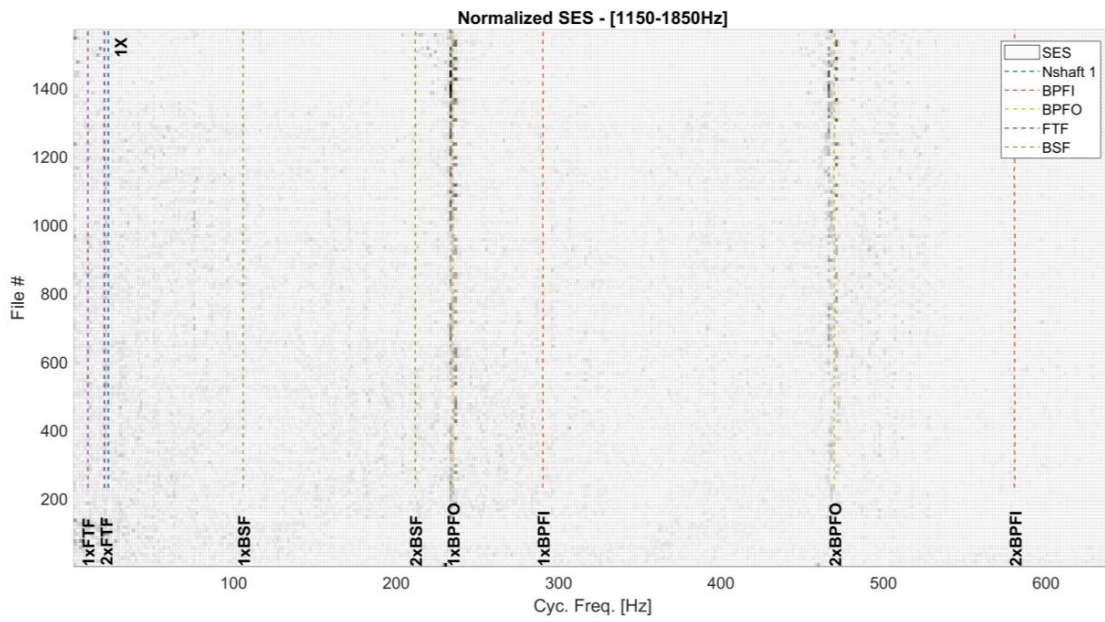 Normalized SES - [1150-1850Hz]
1X
SES
Nshaft 1
BPFI
BPFO
FTF
BSF
1400
1200
1000
800
600
400
200
File #
1xFTF
2xFTF
1xBSF
2xBSF
1xBPFO
1xBPFI
2xBPFO
2xBPFI
100
200
300
400
500
600
Cyc. Freq. [Hz]